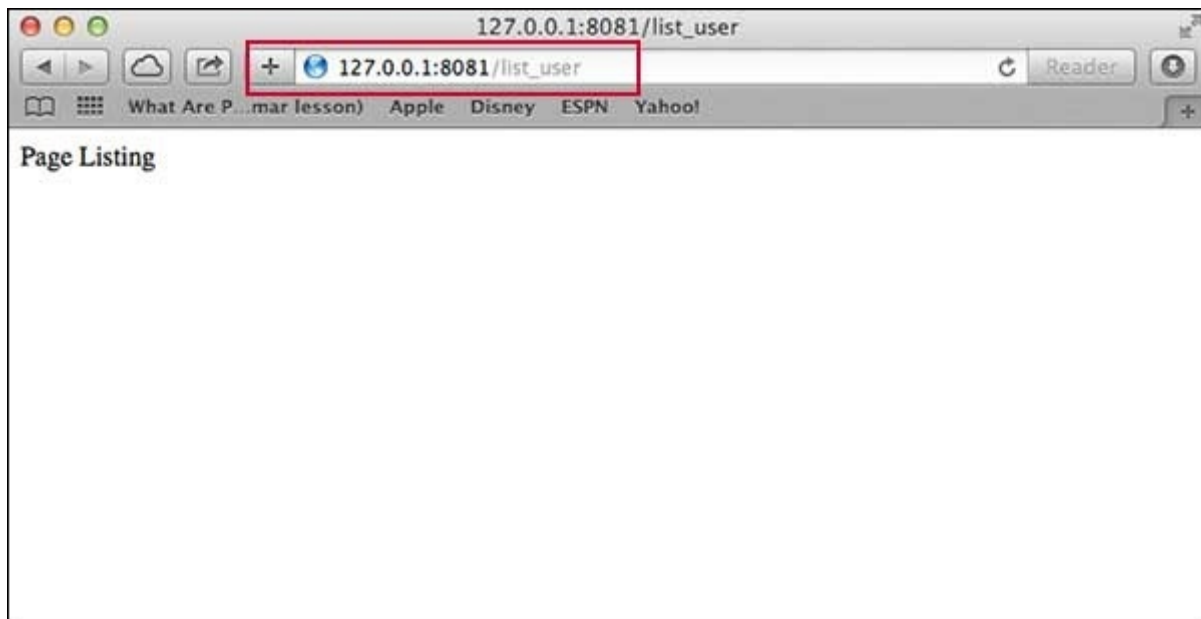 127.0.0.1:8081/list_user
127.0.0.1:8081/list_user
Reader
What Are P...mar lesson) Apple Disney ESPN Yahoo!
Page Listing